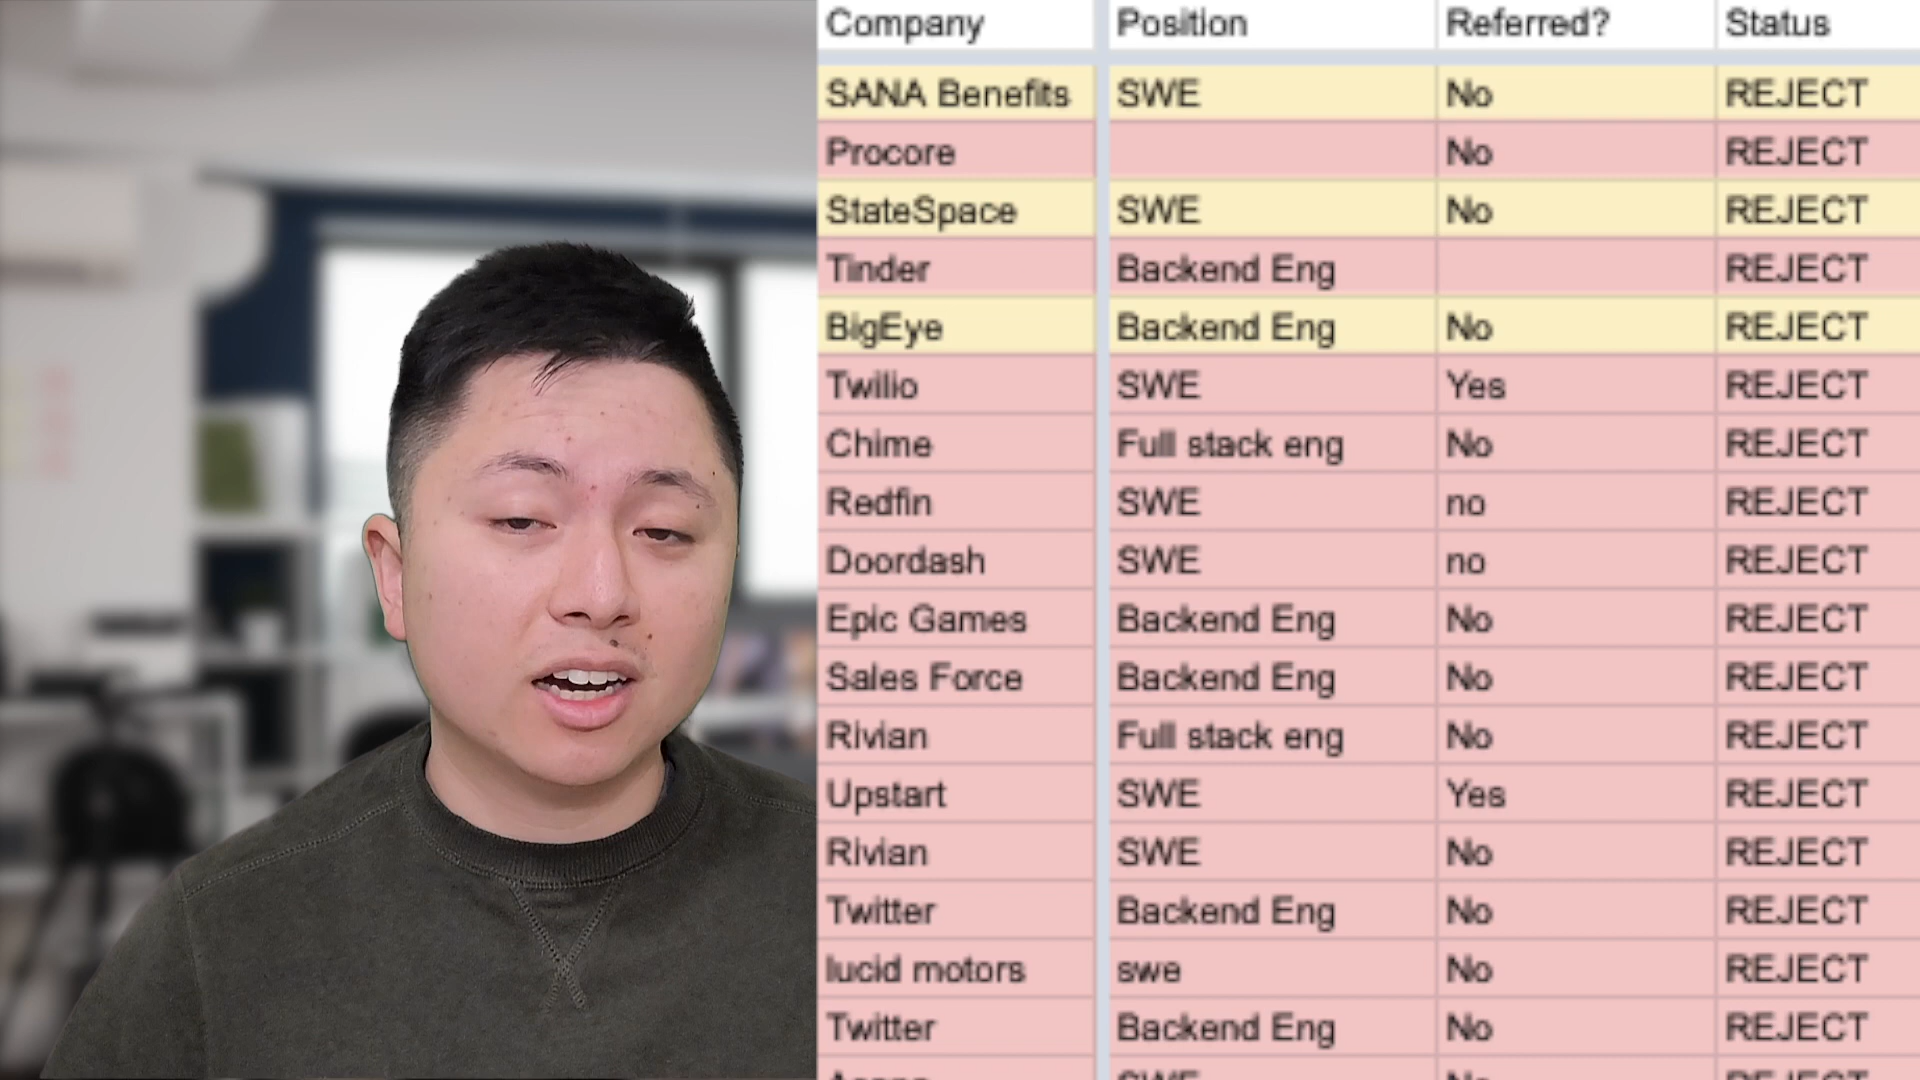 Company Position Referred? Status
SANA Benefits SWE No REJECT
Procore No REJECT
StateSpace SWE No REJECT
Tinder Backend Eng REJECT
BigEye Backend Eng No REJECT
Twilio SWE Yes REJECT
Chime Full stack eng No REJECT
Redfin SWE no REJECT
Doordash SWE no REJECT
Epic Games Backend Eng No REJECT
Sales Force Backend Eng No REJECT
Rivian Full stack eng No REJECT
Upstart SWE Yes REJECT
Rivian SWE No REJECT
Twitter Backend Eng No REJECT
lucid motors swe No REJECT
Twitter Backend Eng No REJECT